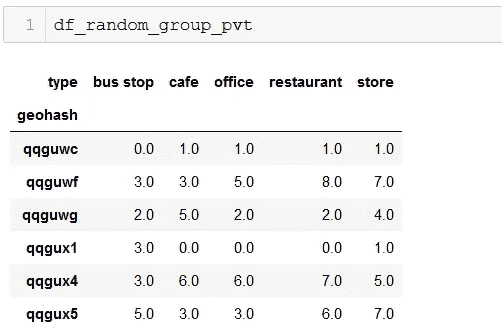 1 df_random_group_pvt
type bus stop cafe office restaurant store
geohash
qqguwc 0.0 1.0 1.0 1.0 1.0
qqguwf 3.0 3.0 5.0 8.0 7.0
qqguwg 2.0 5.0 2.0 2.0 4.0
qqgux1 3.0 0.0 0.0 0.0 1.0
qqgux4 3.0 6.0 6.0 7.0 5.0
qqgux5 5.0 3.0 3.0 6.0 7.0